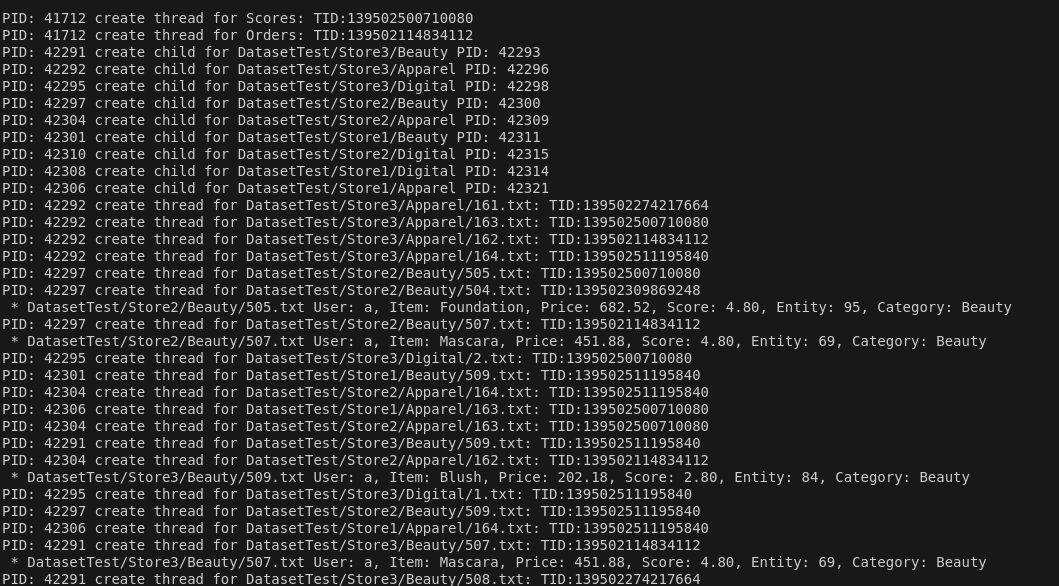 PID: 41712 create thread for Scores: TID:139502500710080
PID: 41712 create thread for Orders: TID:139502114834112
PID: 42291 create child for DatasetTest/Store3/Beauty PID: 42293
PID: 42292 create child for DatasetTest/Store3/Apparel PID: 42296
PID: 42295 create child for DatasetTest/Store3/Digital PID: 42298
PID: 42297 create child for DatasetTest/Store2/Beauty PID: 42300
PID: 42304 create child for DatasetTest/Store2/Apparel PID: 42309
PID: 42301 create child for DatasetTest/Store1/Beauty PID: 42311
PID: 42310 create child for DatasetTest/Store2/Digital PID: 42315
PID: 42308 create child for DatasetTest/Store1/Digital PID: 42314
PID: 42306 create child for DatasetTest/Store1/Apparel PID: 42321
PID: 42292 create thread for DatasetTest/Store3/Apparel/161.txt: TID:139502274217664
PID: 42292 create thread for DatasetTest/Store3/Apparel/163.txt: TID:139502500710080
PID: 42292 create thread for DatasetTest/Store3/Apparel/162.txt: TID:139502114834112
PID: 42292 create thread for DatasetTest/Store3/Apparel/164.txt: TID:139502511195840
PID: 42297 create thread for DatasetTest/Store2/Beauty/505.txt: TID:139502500710080
PID: 42297 create thread for DatasetTest/Store2/Beauty/504.txt: TID:139502309869248
 * DatasetTest/Store2/Beauty/505.txt User: a, Item: Foundation, Price: 682.52, Score: 4.80, Entity: 95, Category: Beauty
PID: 42297 create thread for DatasetTest/Store2/Beauty/507.txt: TID:139502114834112
 * DatasetTest/Store2/Beauty/507.txt User: a, Item: Mascara, Price: 451.88, Score: 4.80, Entity: 69, Category: Beauty
PID: 42295 create thread for DatasetTest/Store3/Digital/2.txt: TID:139502500710080
PID: 42301 create thread for DatasetTest/Store1/Beauty/509.txt: TID:139502511195840
PID: 42304 create thread for DatasetTest/Store2/Apparel/164.txt: TID:139502511195840
PID: 42306 create thread for DatasetTest/Store1/Apparel/163.txt: TID:139502500710080
PID: 42304 create thread for DatasetTest/Store2/Apparel/163.txt: TID:139502500710080
PID: 42291 create thread for DatasetTest/Store3/Beauty/509.txt: TID:139502511195840
PID: 42304 create thread for DatasetTest/Store2/Apparel/162.txt: TID:139502114834112
 * DatasetTest/Store3/Beauty/509.txt User: a, Item: Blush, Price: 202.18, Score: 2.80, Entity: 84, Category: Beauty
PID: 42295 create thread for DatasetTest/Store3/Digital/1.txt: TID:139502511195840
PID: 42297 create thread for DatasetTest/Store2/Beauty/509.txt: TID:139502511195840
PID: 42306 create thread for DatasetTest/Store1/Apparel/164.txt: TID:139502511195840
PID: 42291 create thread for DatasetTest/Store3/Beauty/507.txt: TID:139502114834112
 * DatasetTest/Store3/Beauty/507.txt User: a, Item: Mascara, Price: 451.88, Score: 4.80, Entity: 69, Category: Beauty
PID: 42291 create thread for DatasetTest/Store3/Beauty/508.txt: TID:139502274217664